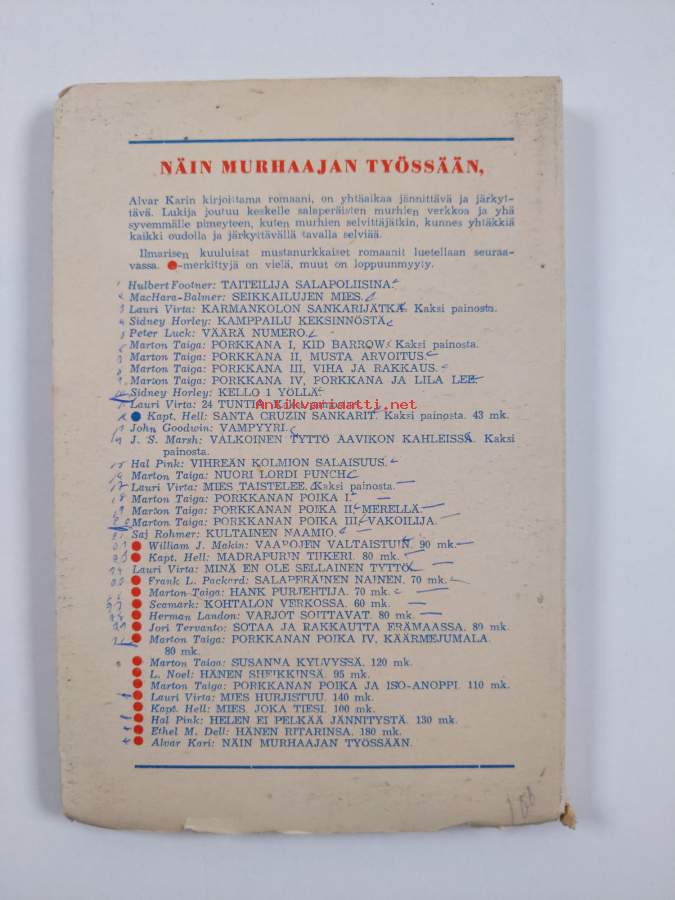 NÄIN MURHAAJAN TYÖSSÄÄN,
Alvar Karin kirjoittama romaani, on yhtäaikaa jännittävä ja järkyt-
tävä. Lukija joutuu keskelle salaperäisten murhien verkkoa ja yhä
syvemmälle pimeyteen, kuten murhien selvittäjätkin, kunnes yhtäkkiä
kaikki oudolla ja järkyttävällä tavalla selviää.
Ilmarisen kuuluisat mustanurkkaiset romaanit luetellaan seuraa-
vassa. ●-merkittyjä on vielä, muut on loppuunmyyty.
Hulbert Footner: TAITEILIJA SALAPOLIISINA.
MacHara-Balmer: SEIKKAILUJEN MIES.
Lauri Virta: KARMANKOLON SANKARIJÄTKÄ. Kaksi painosta.
Sidney Horley: KAMPPAILU KEKSINNÖSTÄ.
Peter Luck: VÄÄRÄ NUMERO.
Marton Taiga: PORKKANA I, KID BARROW. Kaksi painosta.
Marton Taiga: PORKKANA II, MUSTA ARVOITUS.
Marton Taiga: PORKKANA III, VIHA JA RAKKAUS.
Marton Taiga: PORKKANA IV, PORKKANA JA LILA LEE.
Sidney Horley: KELLO 1 YÖLLÄ.
Lauri Virta: 24 TUNTIA.
Antikvariaatti.net
● Kapt. Hell: SANTA CRUZIN SANKARIT. Kaksi painosta. 43 mk.
John Goodwin: VAMPYYRI.
J. S. Marsh: VALKOINEN TYTTÖ AAVIKON KAHLEISSA. Kaksi
painosta.
Hal Pink: VIHREÄN KOLMION SALAISUUS.
Marton Taiga: NUORI LORDI PUNCH.
Lauri Virta: MIES TAISTELEE. Kaksi painosta.
Marton Taiga: PORKKANAN POIKA I.
Marton Taiga: PORKKANAN POIKA II MERELLÄ.
Marton Taiga: PORKKANAN POIKA III VAKOILIJA.
Saj Rohmer: KULTAINEN NAAMIO.
● William J. Makin: VAAROJEN VALTAISTUIN. 90 mk.
● Kapt. Hell: MADRAPURIN TIIKERI. 80 mk.
Lauri Virta: MINÄ EN OLE SELLAINEN TYTTÖ.
● Frank L. Packard: SALAPERÄINEN NAINEN. 70 mk.
● Marton Taiga: HANK PURJEHTIJA. 70 mk.
● Seamark: KOHTALON VERKOSSA. 60 mk.
● Herman Landon: VARJOT SOITTAVAT. 80 mk.
● Jori Tervanto: SOTAA JA RAKKAUTTA ERÄMAASSA. 89 mk.
● Marton Taiga: PORKKANAN POIKA IV, KÄÄRMEJUMALA.
80 mk.
● Marton Taiga: SUSANNA KYLVYSSÄ. 120 mk.
● L. Noel: HÄNEN SHEIKKINSÄ. 95 mk.
● Marton Taiga: PORKKANAN POIKA JA ISO-ANOPPI. 110 mk.
● Lauri Virta: MIES HURJISTUU. 140 mk.
● Kapt. Hell: MIES, JOKA TIESI. 100 mk.
● Hal Pink: HELEN EI PELKÄÄ JÄNNITYSTÄ. 130 mk.
● Ethel M. Dell: HÄNEN RITARINSA. 180 mk.
● Alvar Kari: NÄIN MURHAAJAN TYÖSSÄÄN.